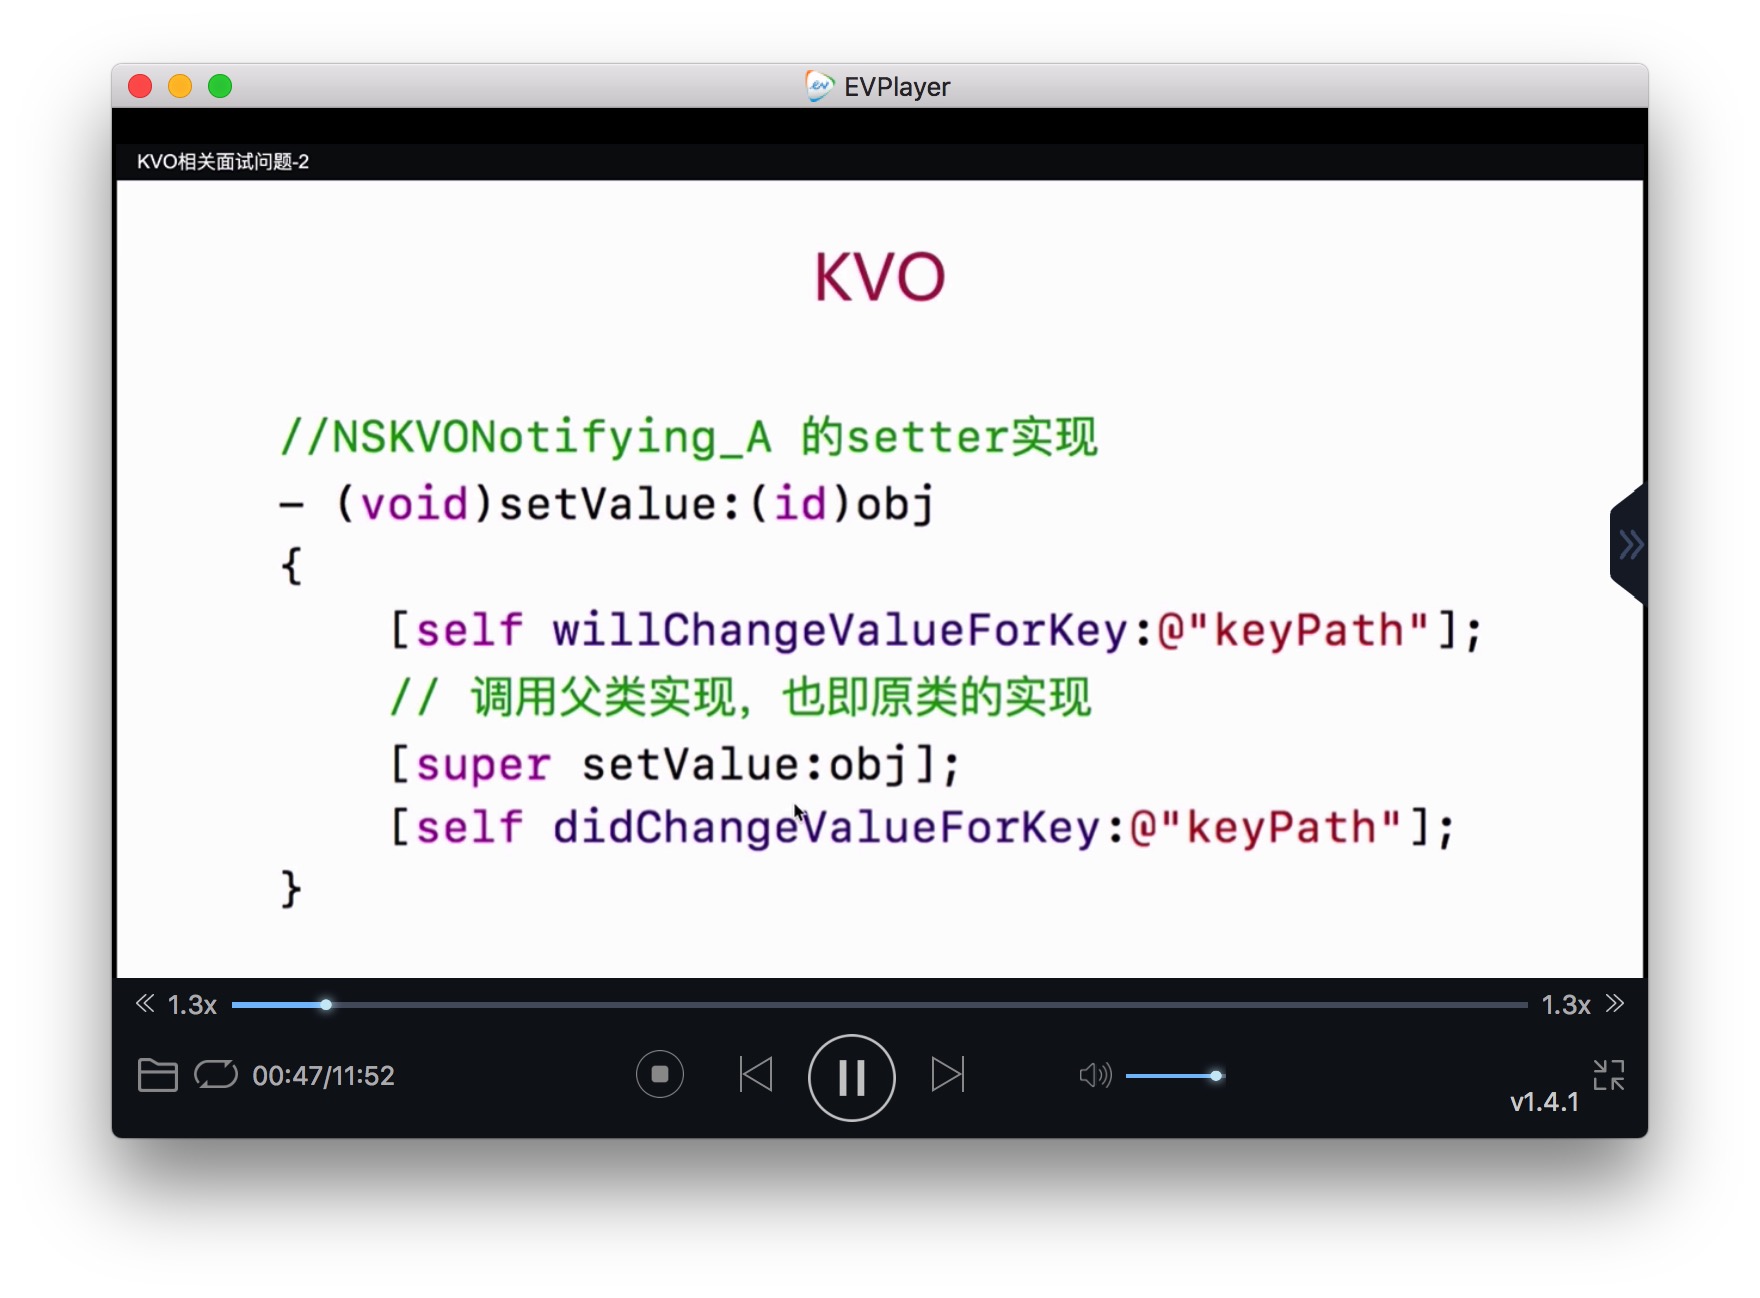 EVPlayer
KVO相关面试问题-2
KVO
//NSKVONotifying_A 的setter实现
- (void)setValue:(id)obj
{
[self willChangeValueForKey:@"keyPath"];
// 调用父类实现，也即原类的实现
[super setValue:obj];
[self didChangeValueForKey:@"keyPath"];
}
1.3x
1.3x
00:47/11:52
v1.4.1